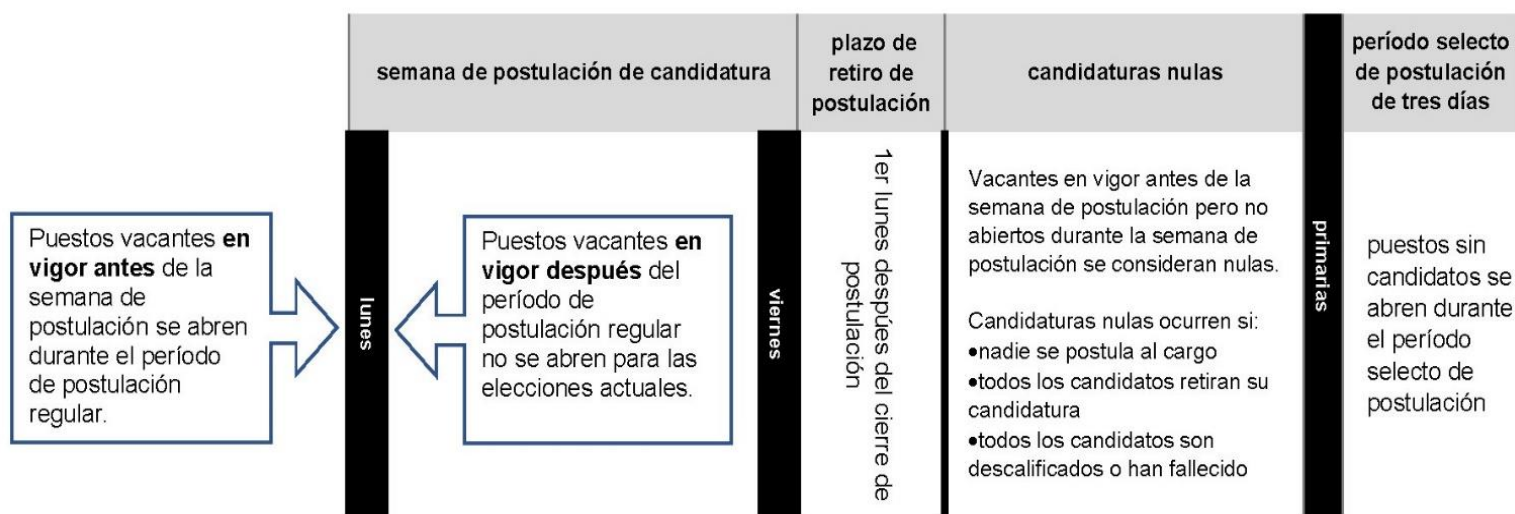 semana de postulación de candidatura
plazo de
retiro de
postulación
candidaturas nulas
período selecto
de postulación
de tres días
Puestos vacantes en
vigor antes de la
semana de
postulación se abren
durante el período
de postulación
regular.
lunes
Puestos vacantes en
vigor después del
período de
postulación regular
no se abren para las
elecciones actuales.
viernes
1er lunes despúes del cierre de
postulación
Vacantes en vigor antes de la
semana de postulación pero no
abiertos durante la semana de
postulación se consideran nulas.
Candidaturas nulas ocurren si:
•nadie se postula al cargo
•todos los candidatos retiran su
candidatura
•todos los candidatos son
descalificados o han fallecido
primarias
puestos sin
candidatos se
abren durante
el período
selecto de
postulación